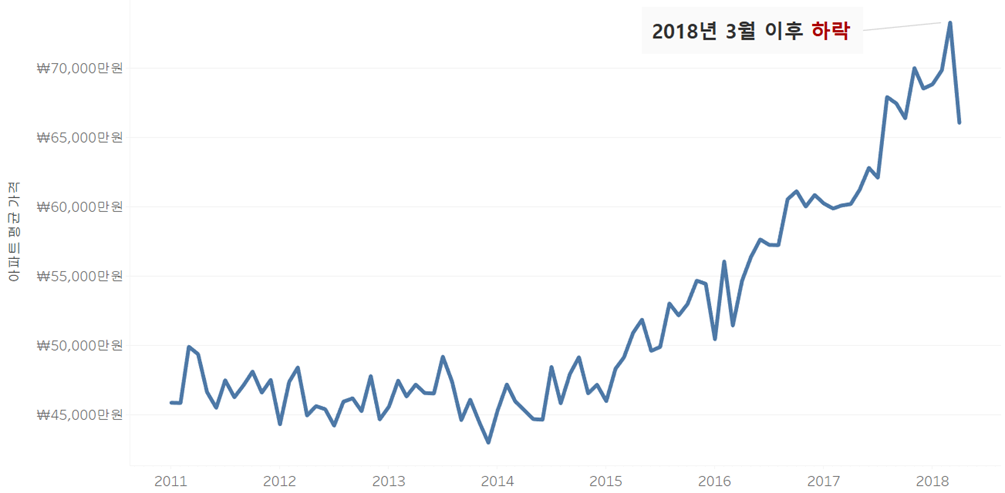 2018년 3월 이후 하락
₩70,000만원
₩65,000만원
₩60,000만원
₩55,000만원
₩50,000만원
₩45,000만원
아파트 평균 가격
2011 2012 2013 2014 2015 2016 2017 2018